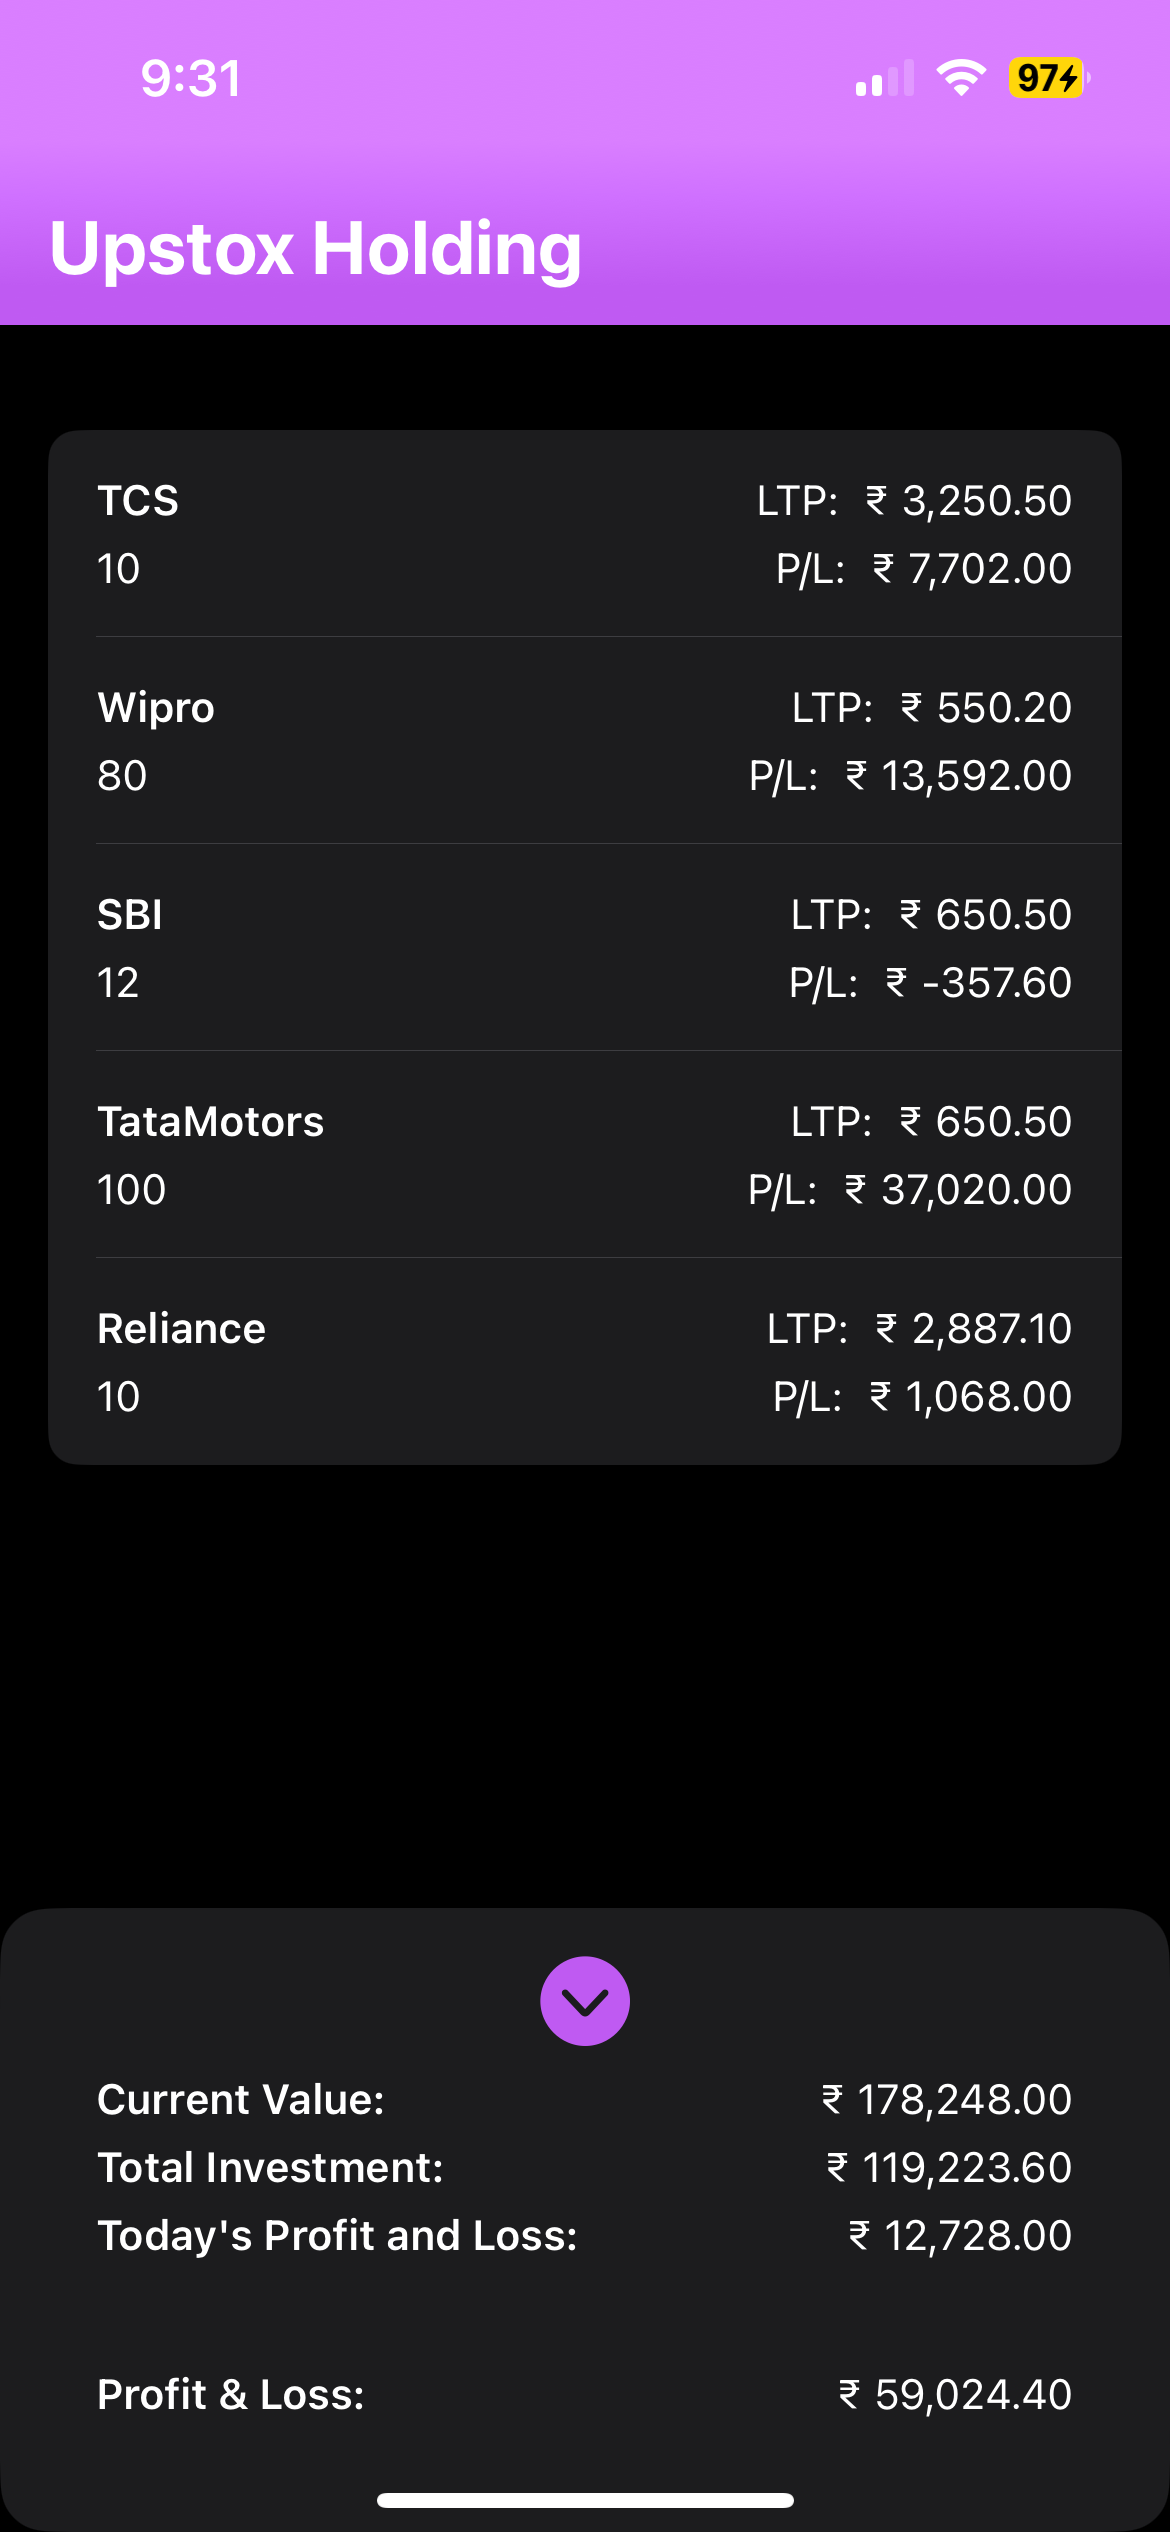 9:31
97
Upstox Holding
TCS LTP: ₹ 3,250.50
10 P/L: ₹ 7,702.00
Wipro LTP: ₹ 550.20
80 P/L: ₹ 13,592.00
SBI LTP: ₹ 650.50
12 P/L: ₹ -357.60
TataMotors LTP: ₹ 650.50
100 P/L: ₹ 37,020.00
Reliance LTP: ₹ 2,887.10
10 P/L: ₹ 1,068.00
Current Value: ₹ 178,248.00
Total Investment: ₹ 119,223.60
Today's Profit and Loss: ₹ 12,728.00
Profit & Loss: ₹ 59,024.40